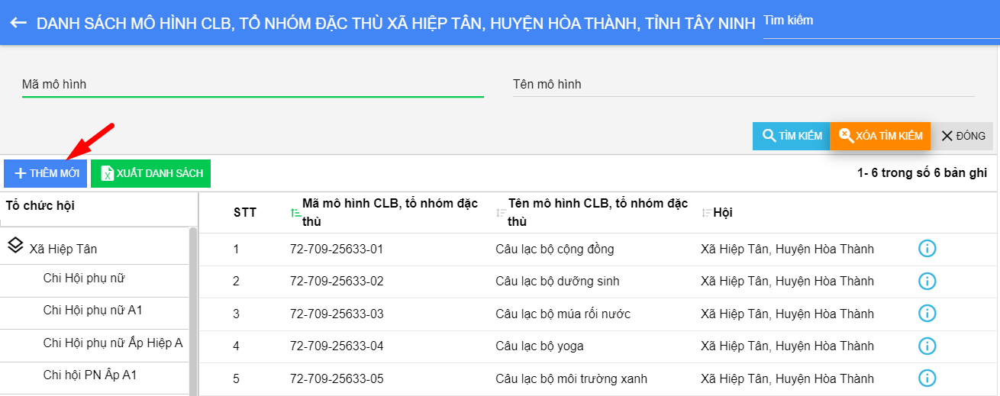 DANH SÁCH MÔ HÌNH CLB, TỔ NHÓM ĐẶC THÙ XÃ HIỆP TÂN, HUYỆN HÒA THÀNH, TỈNH TÂY NINH Tìm kiếm
Mã mô hình Tên mô hình
TÌM KIẾM XÓA TÌM KIẾM ĐÓNG
THÊM MỚI XUẤT DANH SÁCH 1- 6 trong số 6 bản ghi
Tổ chức hội
Xã Hiệp Tân
Chi Hội phụ nữ
Chi Hội phụ nữ A1
Chi Hội phụ nữ Ấp Hiệp A
Chi hội PN Ấp A1
STT Mã mô hình CLB, tổ nhóm đặc thù Tên mô hình CLB, tổ nhóm đặc thù Hội
1 72-709-25633-01 Câu lạc bộ cộng đồng Xã Hiệp Tân, Huyện Hòa Thành
2 72-709-25633-02 Câu lạc bộ dưỡng sinh Xã Hiệp Tân, Huyện Hòa Thành
3 72-709-25633-03 Câu lạc bộ múa rối nước Xã Hiệp Tân, Huyện Hòa Thành
4 72-709-25633-04 Câu lạc bộ yoga Xã Hiệp Tân, Huyện Hòa Thành
5 72-709-25633-05 Câu lạc bộ môi trường xanh Xã Hiệp Tân, Huyện Hòa Thành